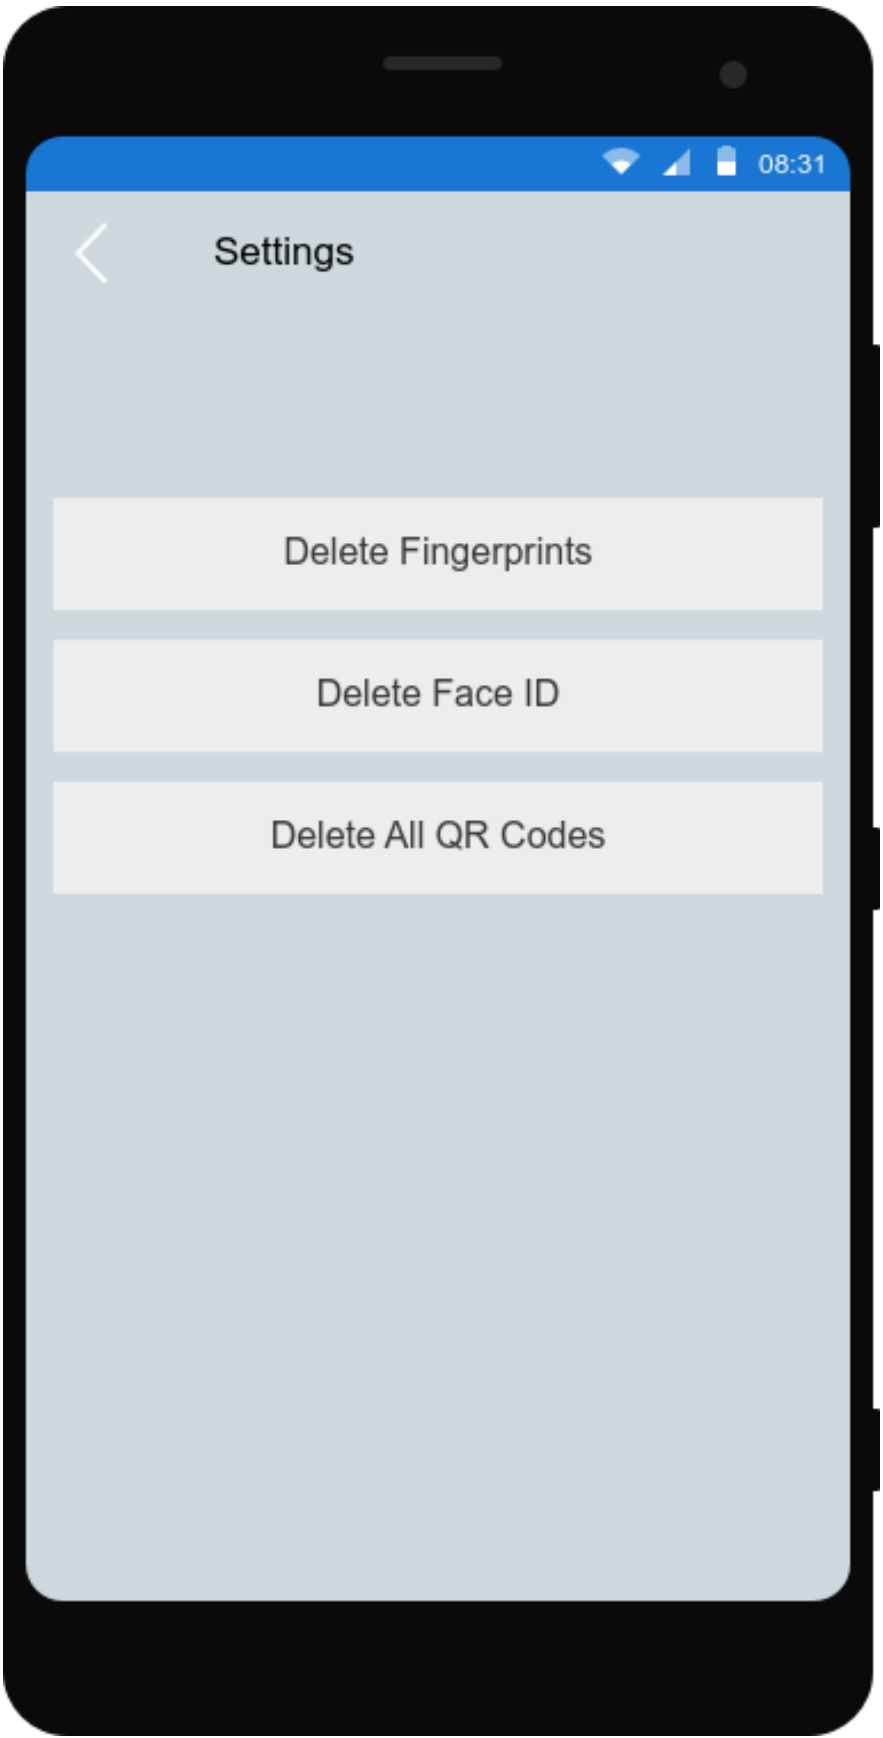 08:31
Settings
Delete Fingerprints
Delete Face ID
Delete All QR Codes